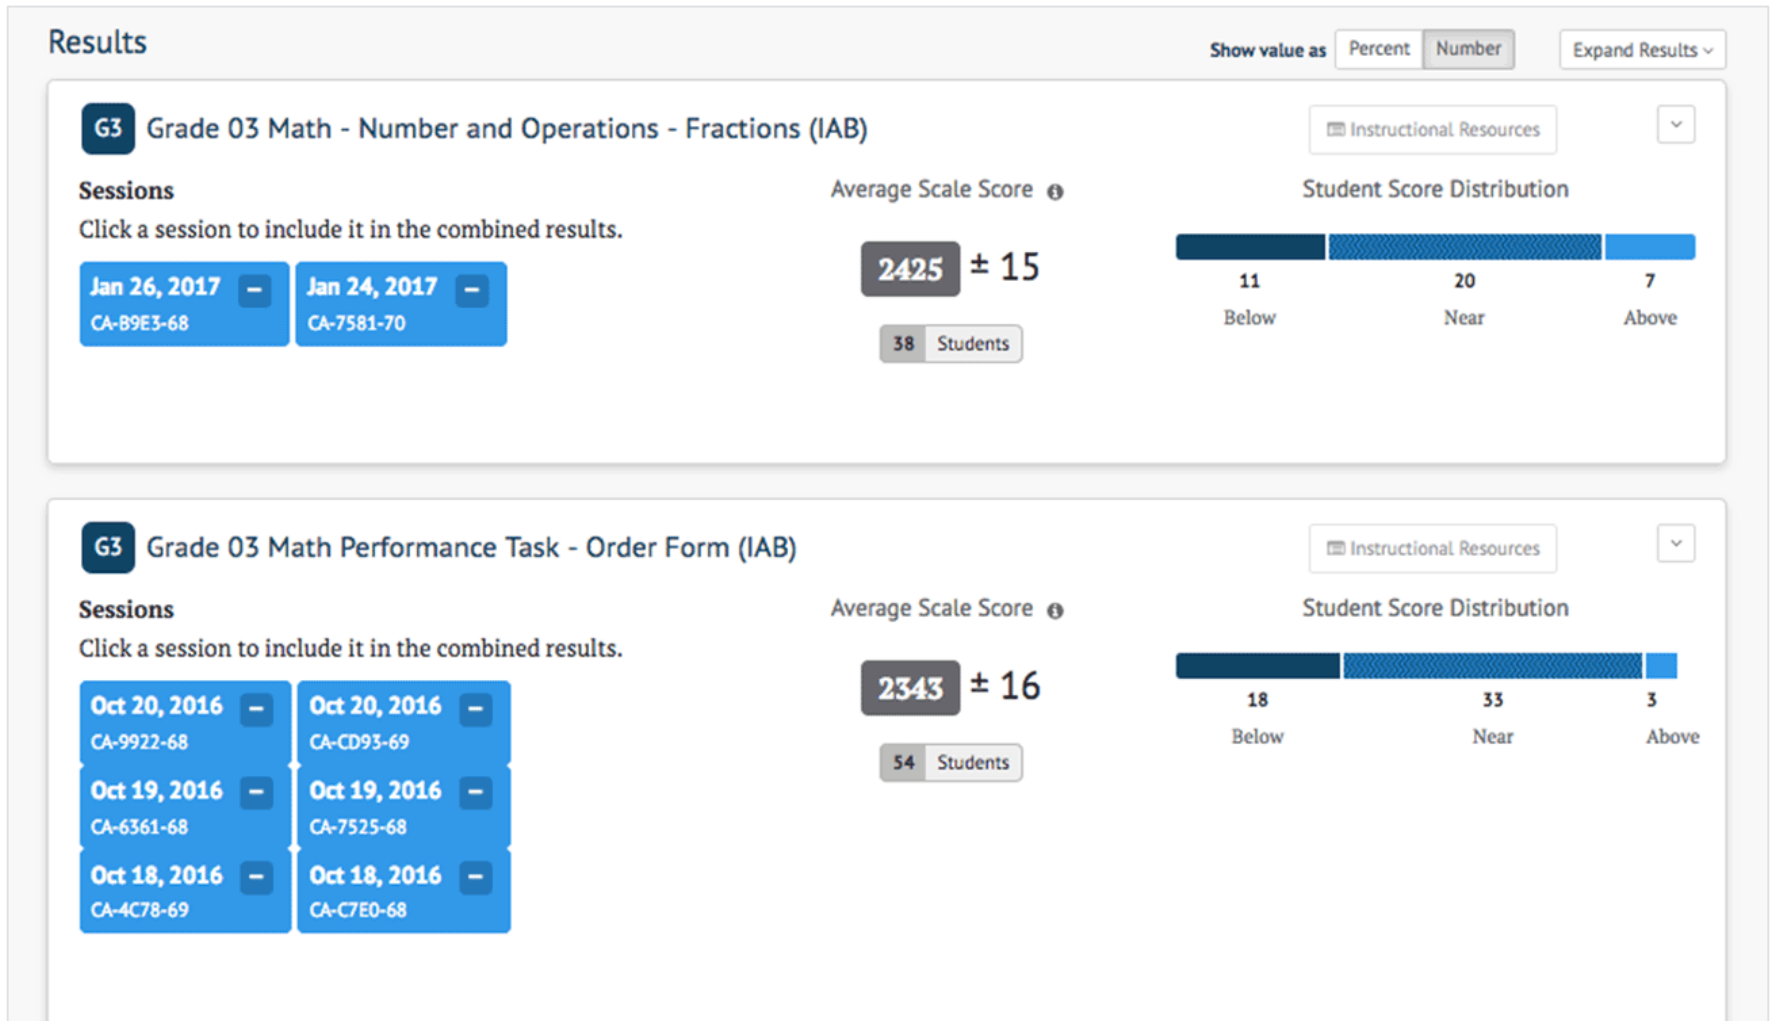 Results
Show value as Percent Number Expand Results
G3 Grade 03 Math - Number and Operations - Fractions (IAB)
Instructional Resources
Sessions
Click a session to include it in the combined results.
Jan 26, 2017 –
CA-B9E3-68
Jan 24, 2017 –
CA-7581-70
Average Scale Score
2425 ± 15
38 Students
Student Score Distribution
11 20 7
Below Near Above
G3 Grade 03 Math Performance Task - Order Form (IAB)
Instructional Resources
Sessions
Click a session to include it in the combined results.
Oct 20, 2016 –
CA-9922-68
Oct 20, 2016 –
CA-CD93-69
Oct 19, 2016 –
CA-6361-68
Oct 19, 2016 –
CA-7525-68
Oct 18, 2016 –
CA-4C78-69
Oct 18, 2016 –
CA-C7E0-68
Average Scale Score
2343 ± 16
54 Students
Student Score Distribution
18 33 3
Below Near Above